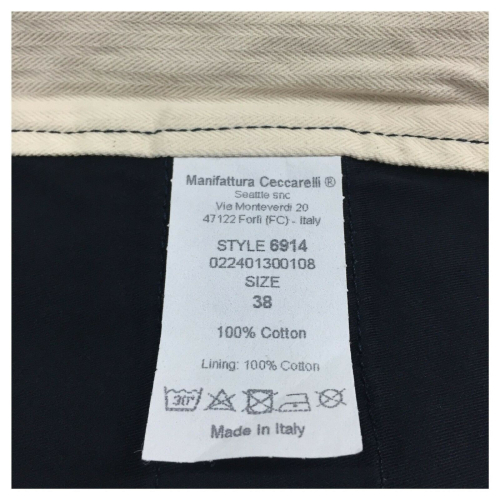 Manifattura Ceccarelli ®
Seattle snc
Via Monteverdi 20
47122 Forlì (FC) - Italy
STYLE 6914
022401300108
SIZE
38
100% Cotton
Lining: 100% Cotton
30°
Made in Italy